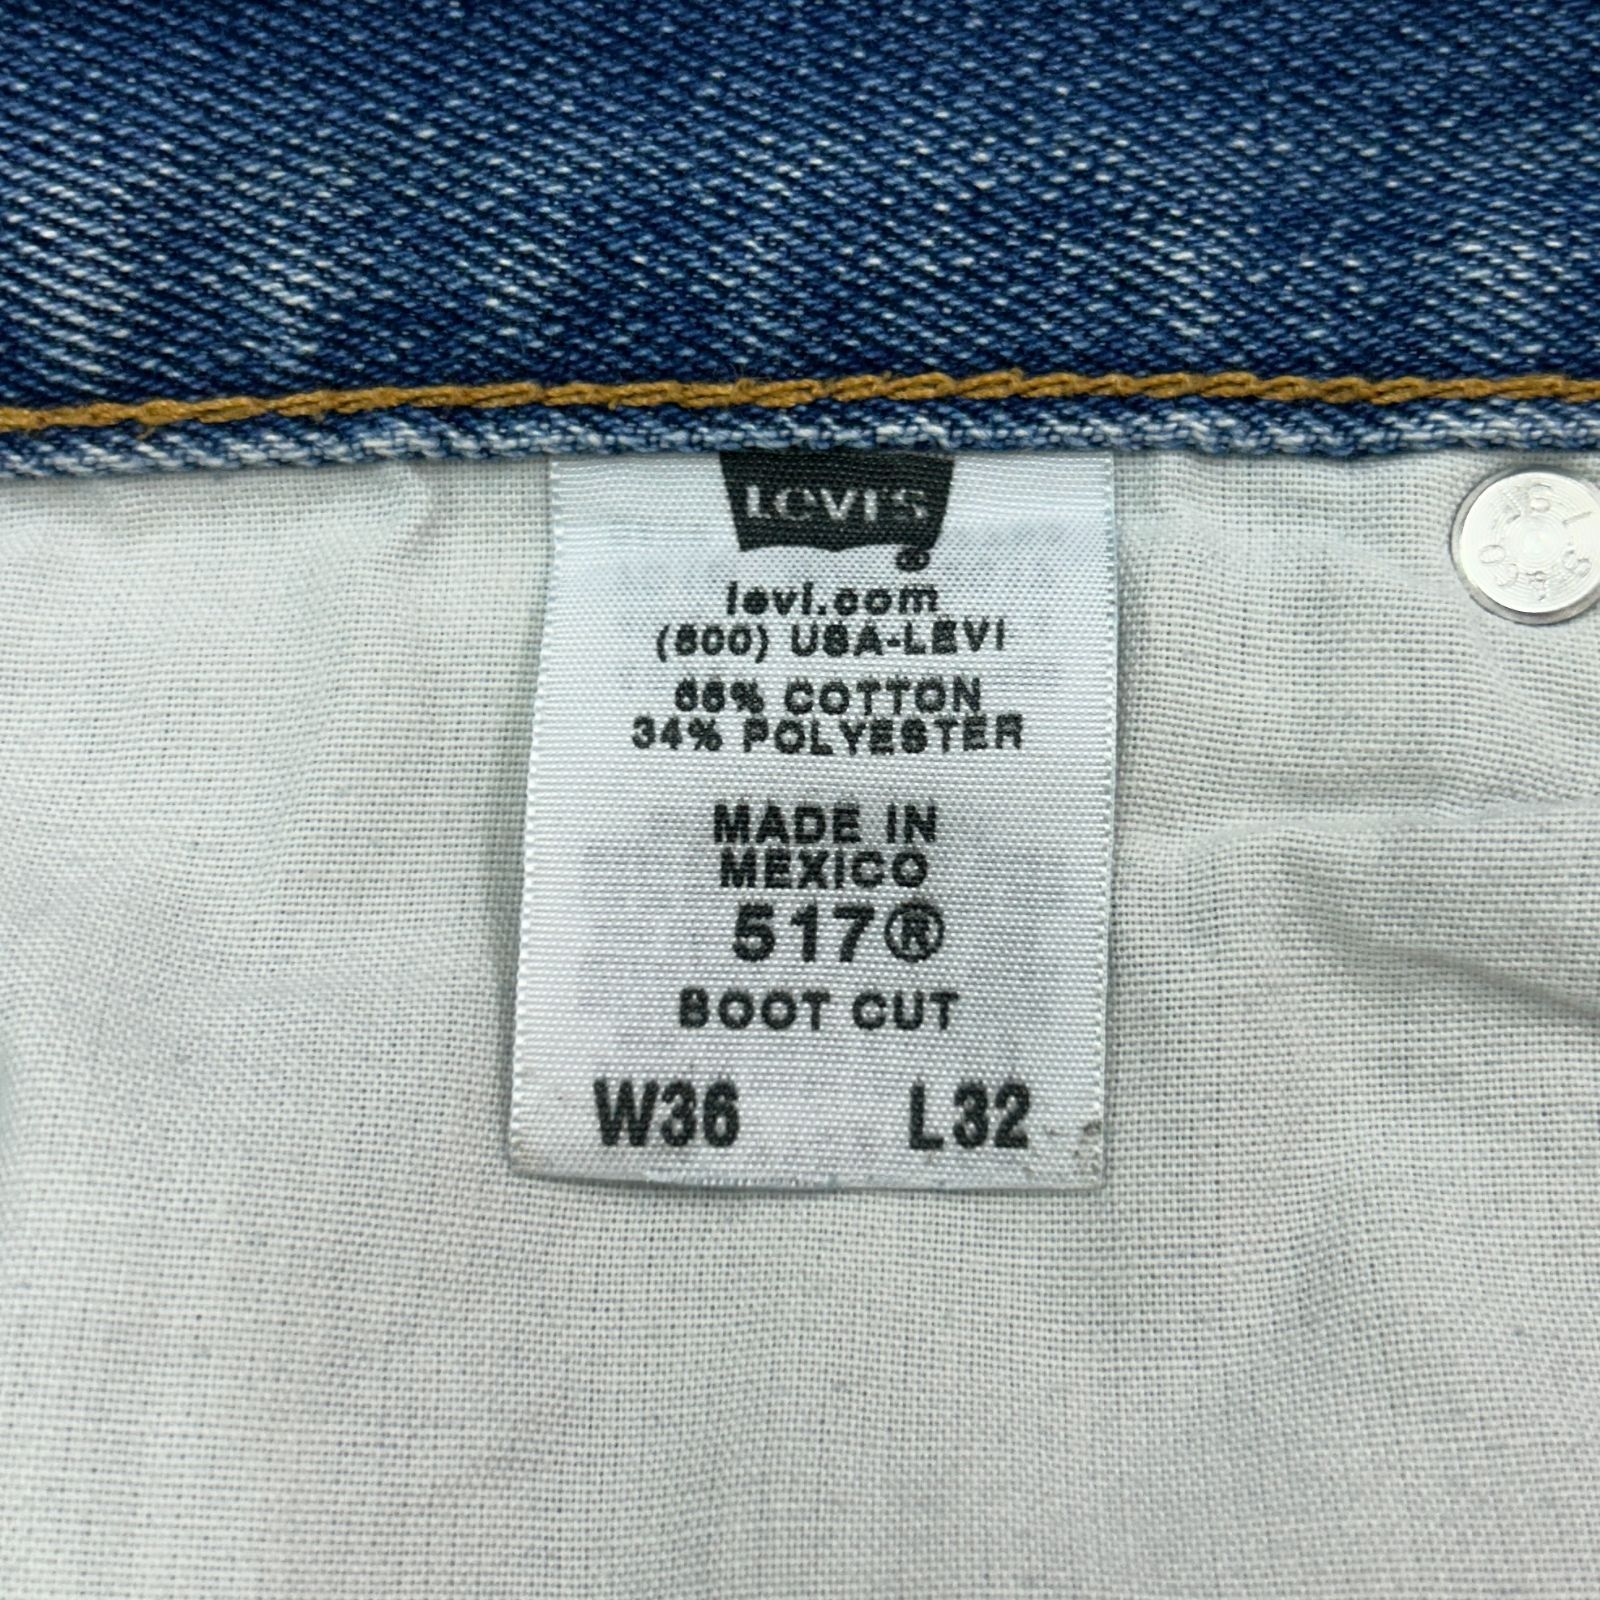 Levi's
®
levi.com
(800) USA-LEVI
66% COTTON
34% POLYESTER
MADE IN
MEXICO
517®
BOOT CUT
W36 L32